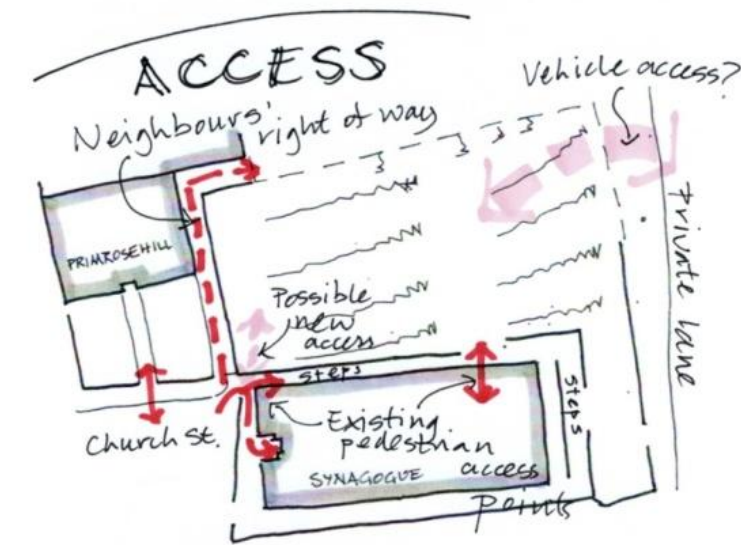 ACCESS
Vehicle access?
Neighbours'
right of way
PRIMROSEHILL
Private Lane
Possible
new
access
steps
steps
Church St.
Existing
pedestrian
access
points
SYNAGOGUE